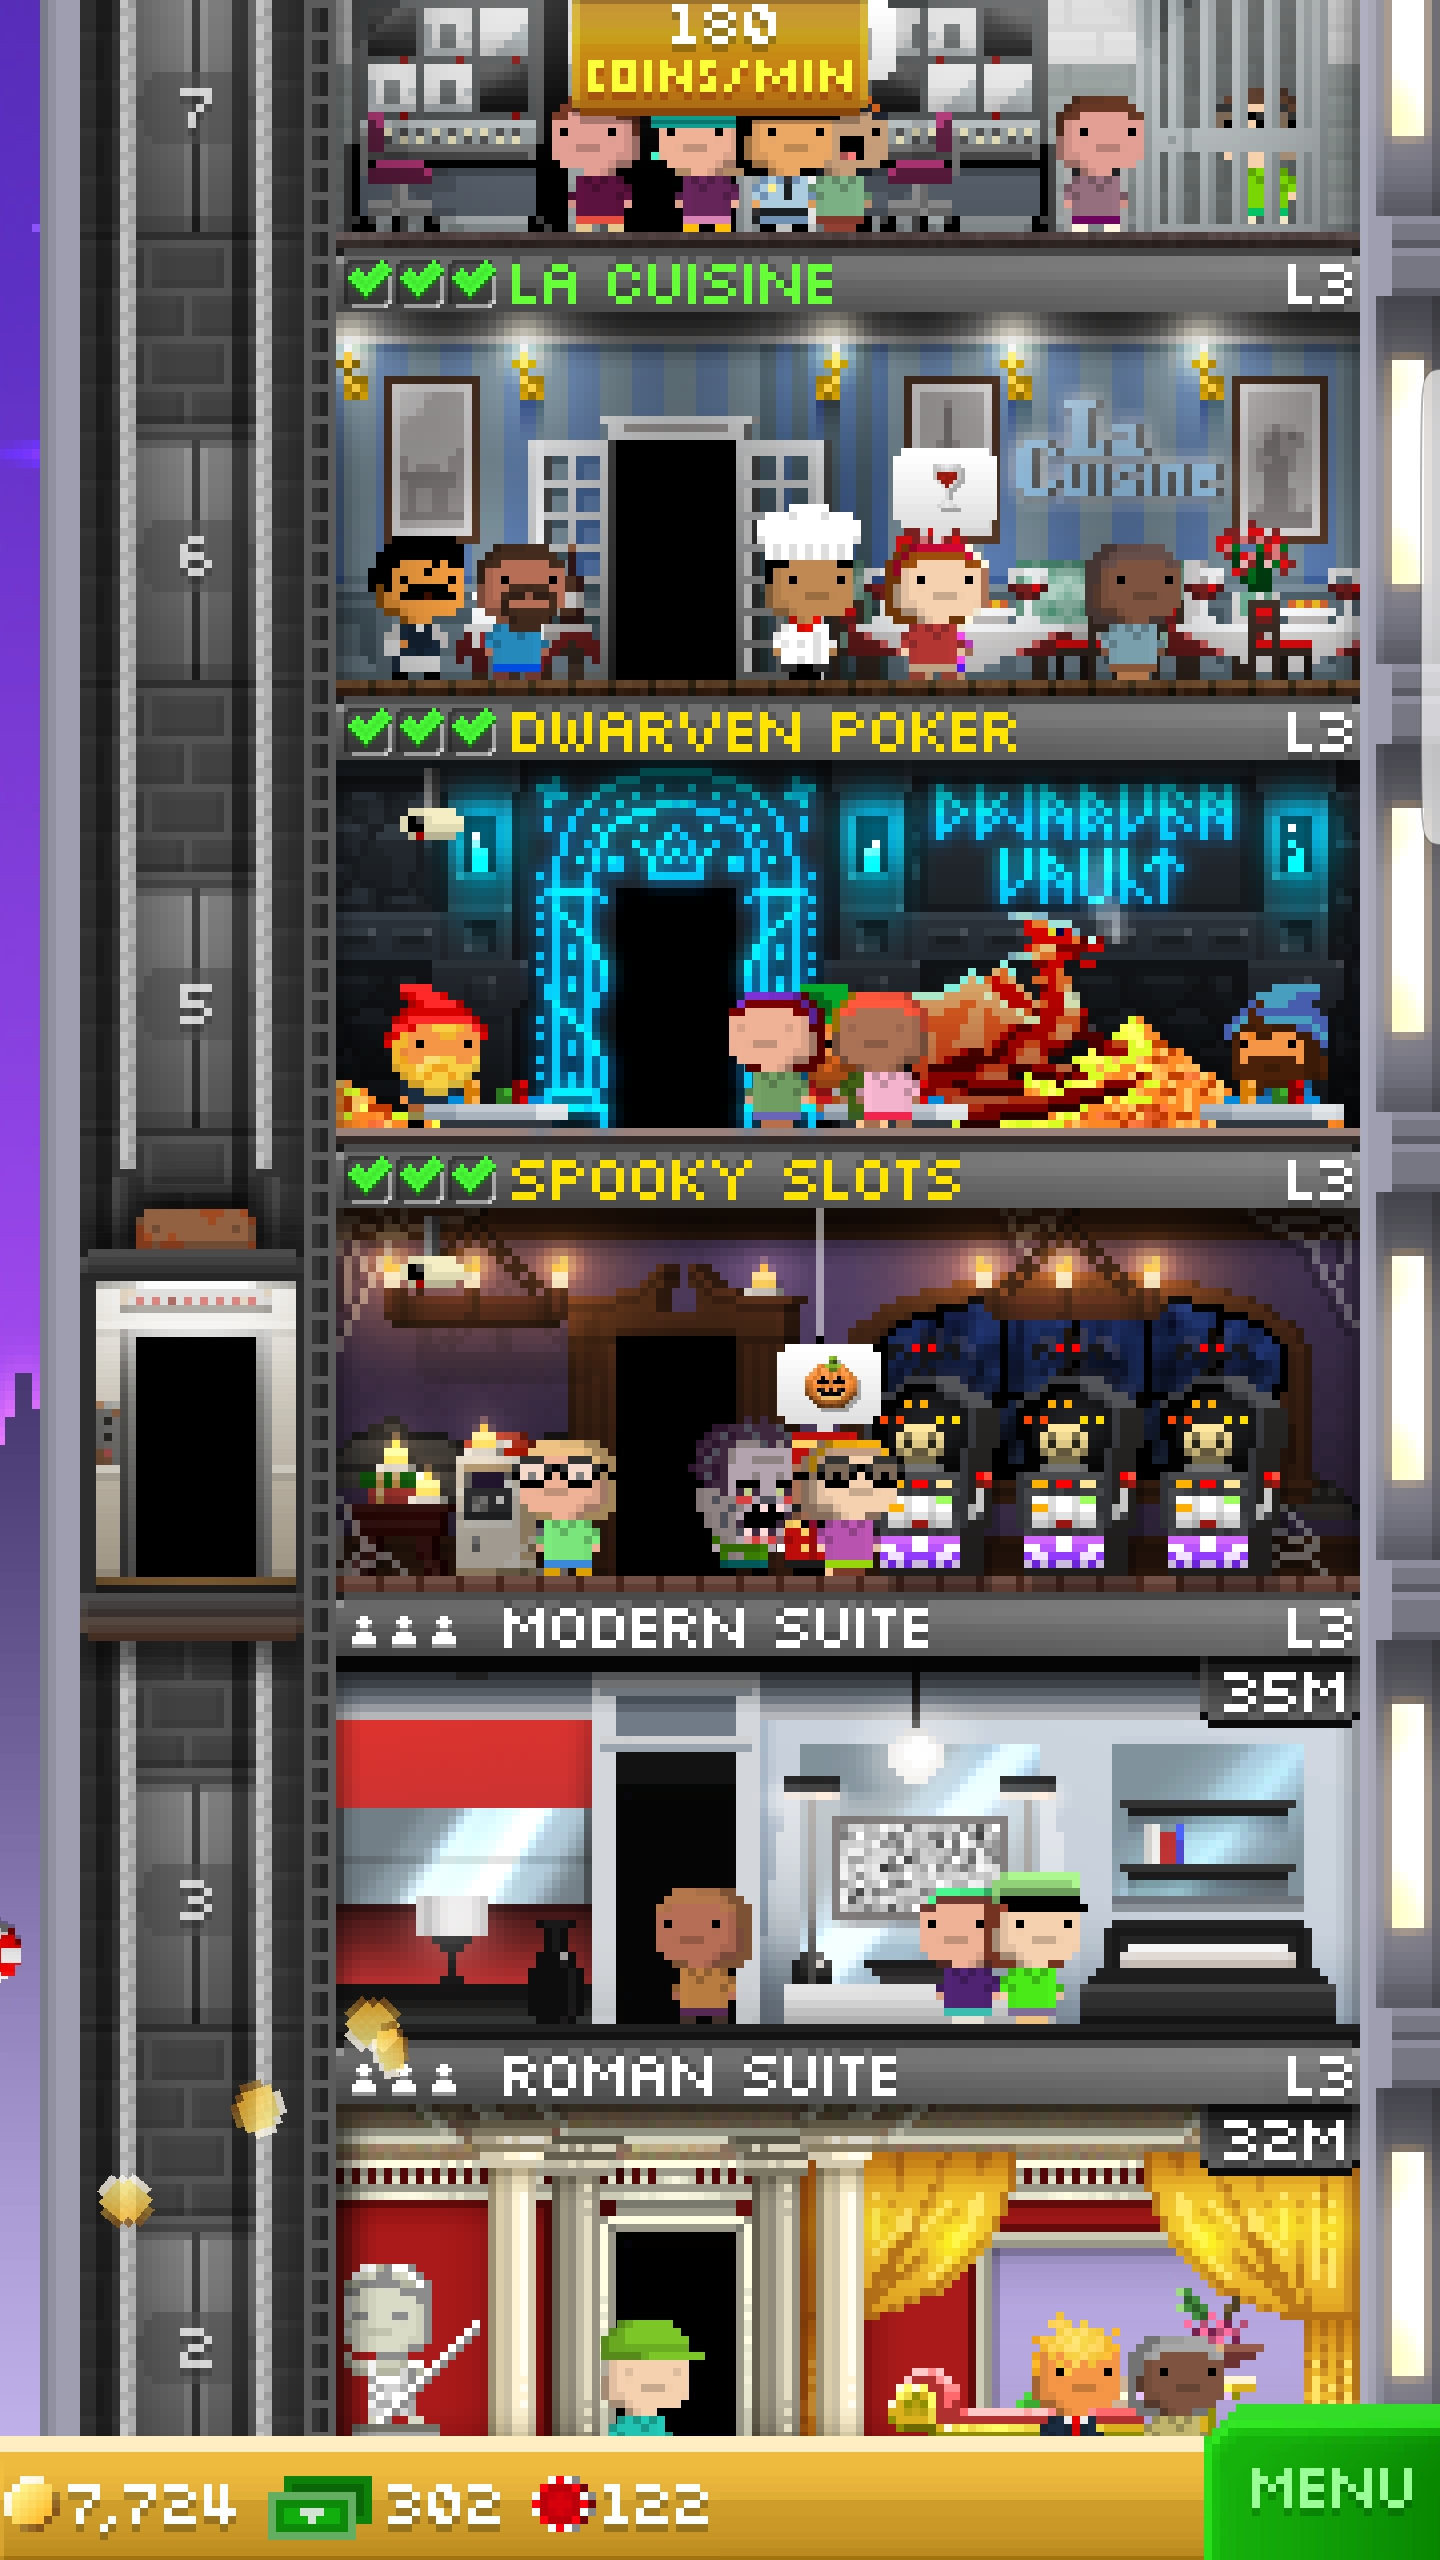 180
COINS/MIN
7
LA CUISINE L3
La
Cuisine
6
DWARVEN POKER L3
DWARVEN
VAULT
5
SPOOKY SLOTS L3
MODERN SUITE L3
35M
3
ROMAN SUITE L3
32M
2
7,724 302 122
MENU